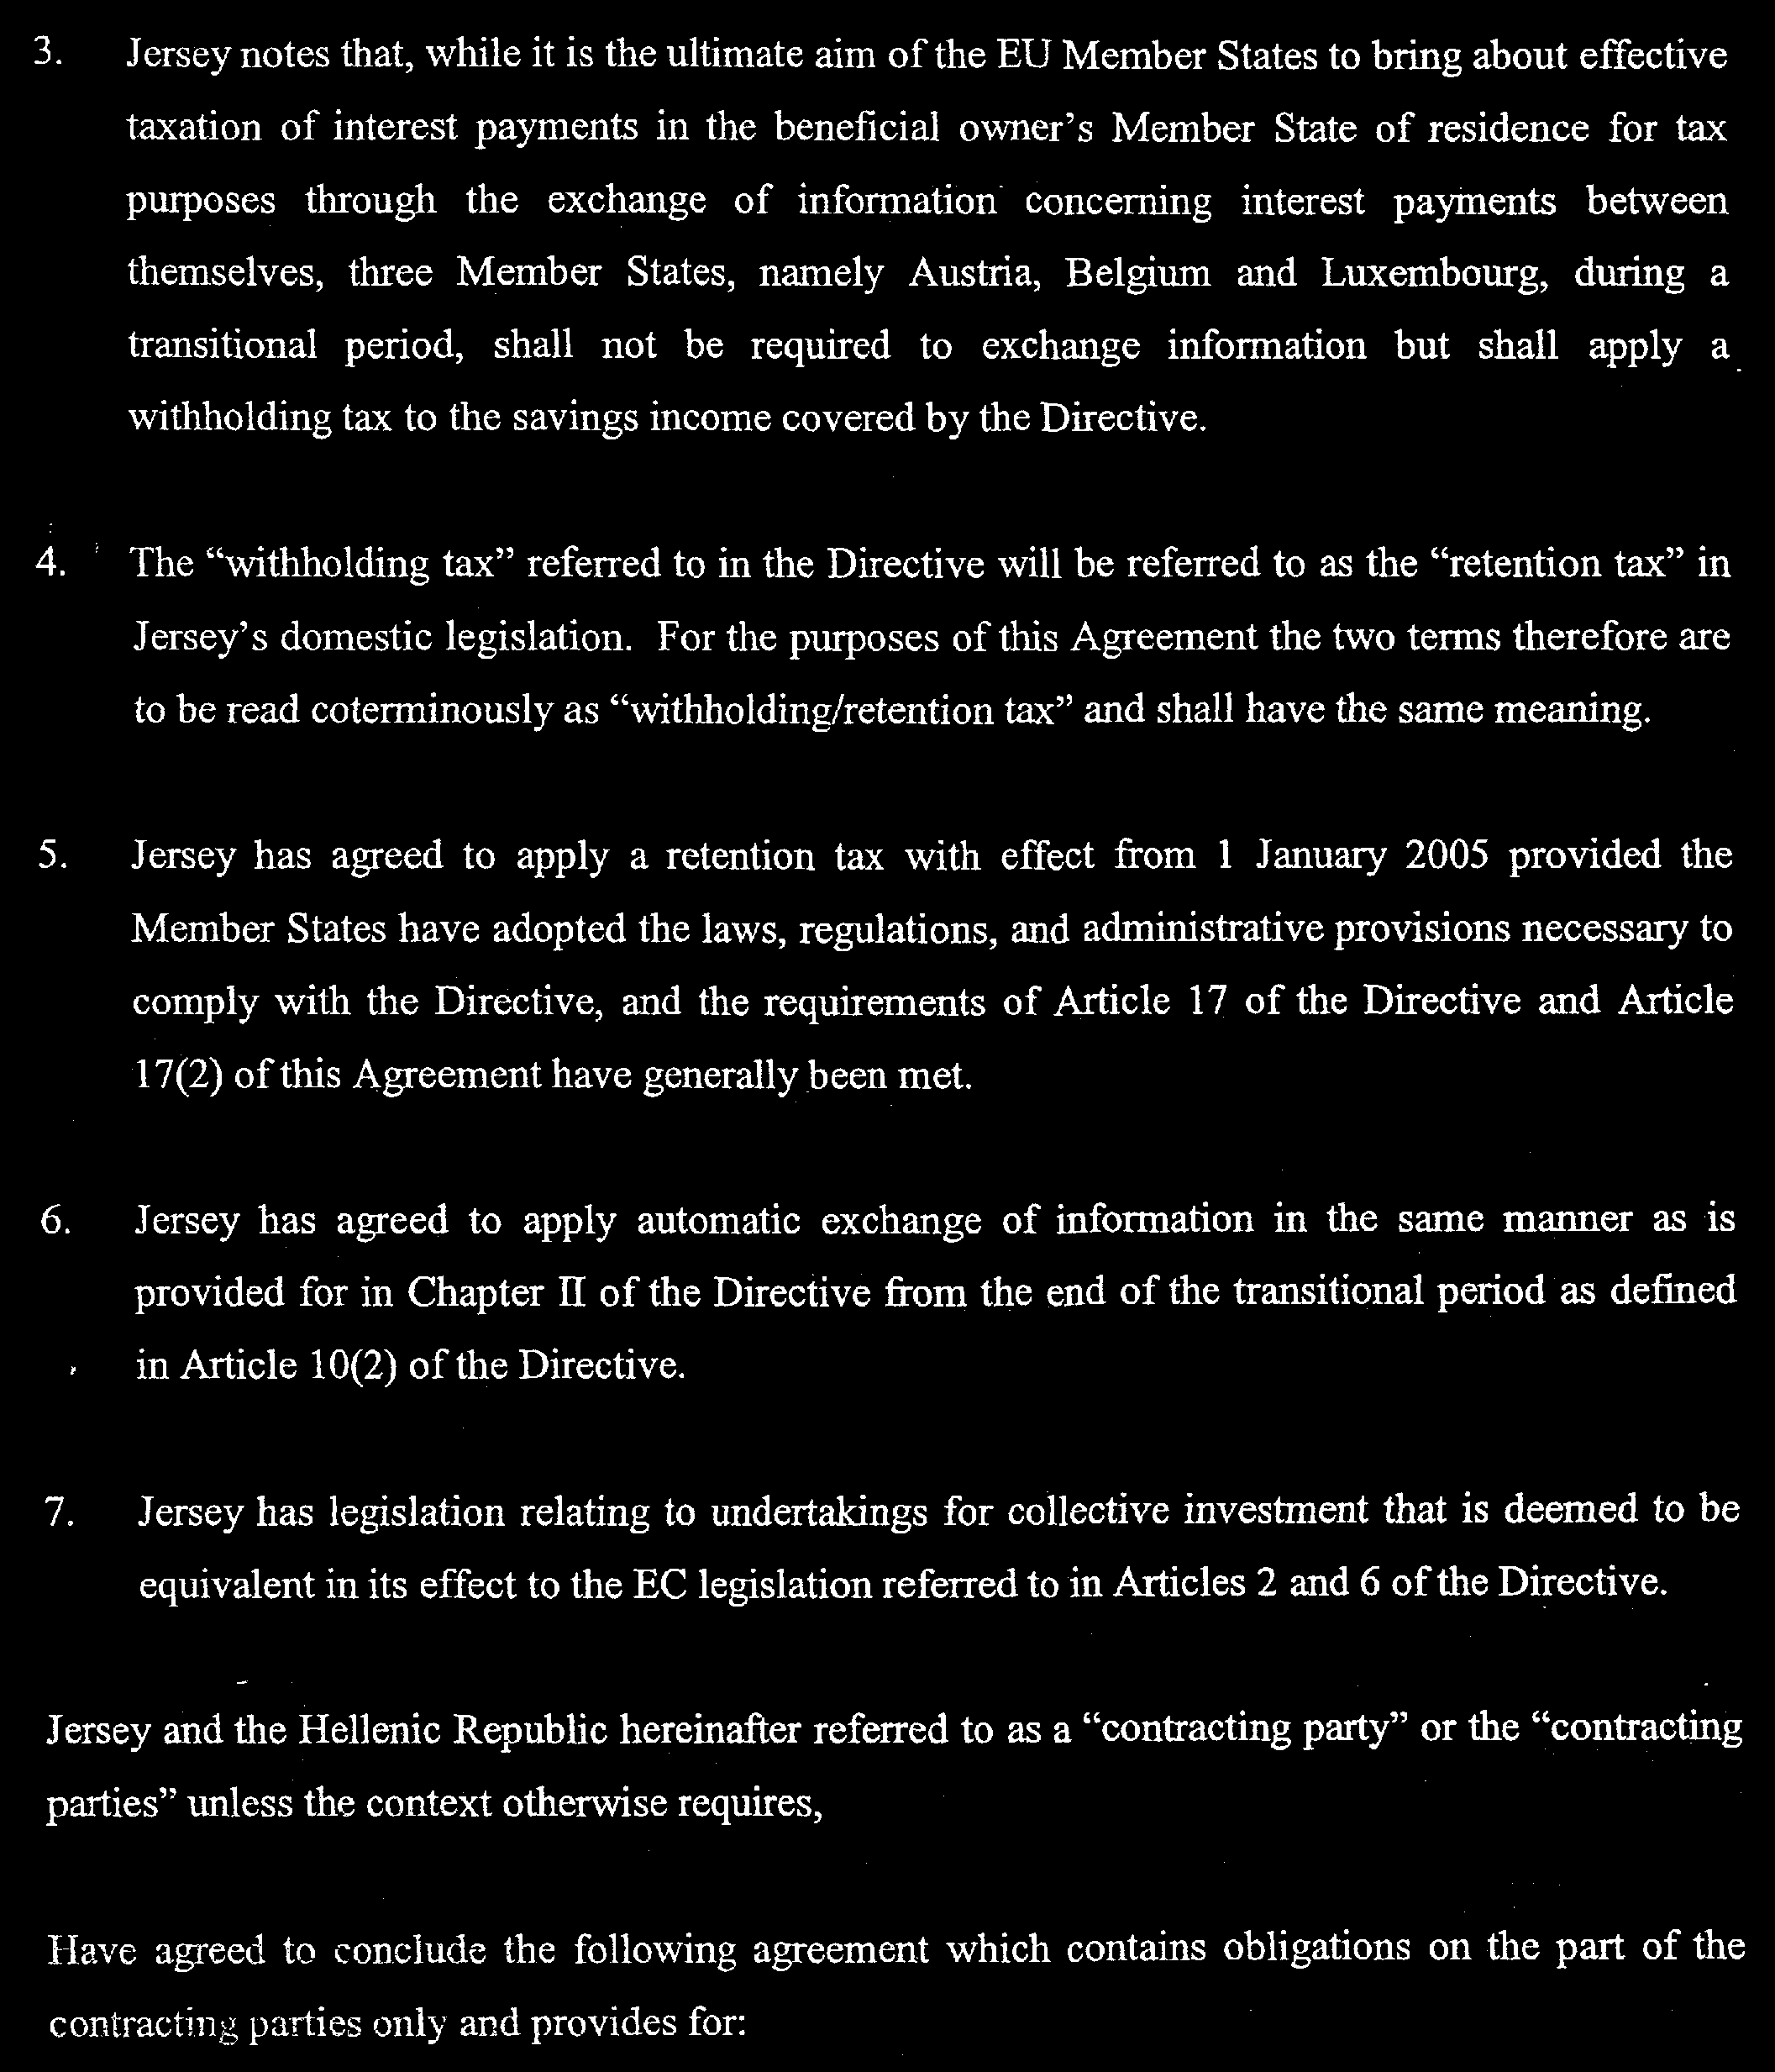 3. Jersey notes that, while it is the ultimate aim of the EU Member States to bring about effective
taxation of interest payments in the beneficial owner's Member State of residence for tax
purposes through the exchange of information concerning interest payments between
themselves, three Member States, namely Austria, Belgium and Luxembourg, during a
transitional period, shall not be required to exchange information but shall apply a
withholding tax to the savings income covered by the Directive.
4. The “withholding tax” referred to in the Directive will be referred to as the “retention tax” in
Jersey's domestic legislation. For the purposes of this Agreement the two terms therefore are
to be read coterminously as “withholding/retention tax” and shall have the same meaning.
5. Jersey has agreed to apply a retention tax with effect from 1 January 2005 provided the
Member States have adopted the laws, regulations, and administrative provisions necessary to
comply with the Directive, and the requirements of Article 17 of the Directive and Article
17(2) of this Agreement have generally been met.
6. Jersey has agreed to apply automatic exchange of information in the same manner as is
provided for in Chapter II of the Directive from the end of the transitional period as defined
in Article 10(2) of the Directive.
7. Jersey has legislation relating to undertakings for collective investment that is deemed to be
equivalent in its effect to the EC legislation referred to in Articles 2 and 6 of the Directive.
Jersey and the Hellenic Republic hereinafter referred to as a “contracting party” or the “contracting
parties” unless the context otherwise requires,
Have agreed to conclude the following agreement which contains obligations on the part of the
contracting parties only and provides for: